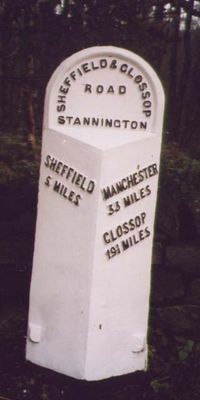 SHEFFIELD & GLOSSOP
ROAD
STANNINGTON
SHEFFIELD
5 MILES
MANCHESTER
33 MILES
GLOSSOP
19½ MILES